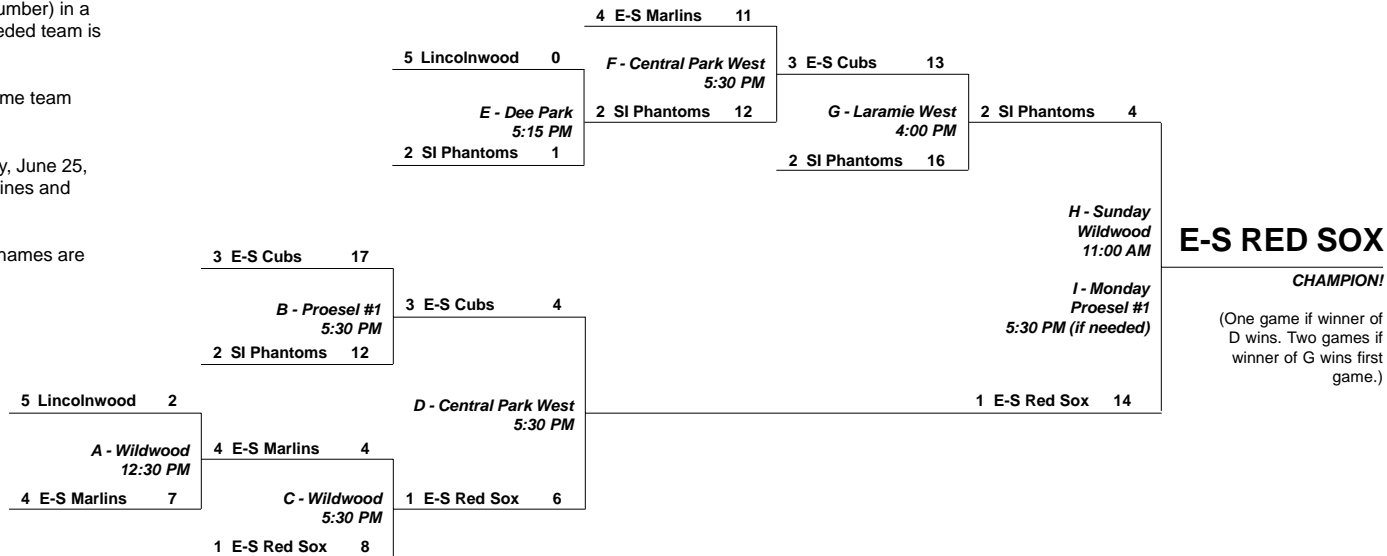 umber) in a
eded team is
me team
y, June 25,
ines and
names are
4 E-S Marlins 11
5 Lincolnwood 0
F - Central Park West
5:30 PM
3 E-S Cubs 13
E - Dee Park
5:15 PM
2 SI Phantoms 12
G - Laramie West
4:00 PM
2 SI Phantoms 4
2 SI Phantoms 1
2 SI Phantoms 16
H - Sunday
Wildwood
11:00 AM
E-S RED SOX
CHAMPION!
I - Monday
Proesel #1
5:30 PM (if needed)
(One game if winner of
D wins. Two games if
winner of G wins first
game.)
3 E-S Cubs 17
B - Proesel #1
5:30 PM
3 E-S Cubs 4
2 SI Phantoms 12
5 Lincolnwood 2
D - Central Park West
5:30 PM
1 E-S Red Sox 14
A - Wildwood
12:30 PM
4 E-S Marlins 4
4 E-S Marlins 7
C - Wildwood
5:30 PM
1 E-S Red Sox 6
1 E-S Red Sox 8